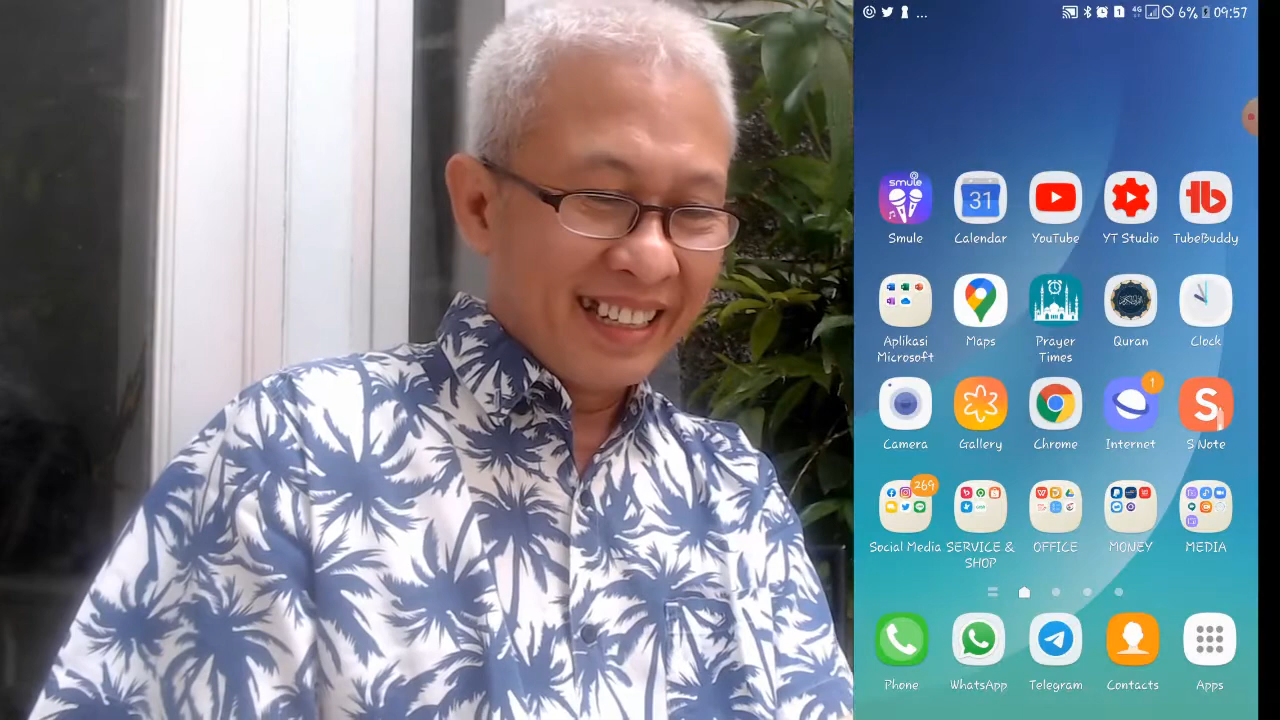 ... 4G 6% 09:57
smule
31
Smule Calendar YouTube YT Studio TubeBuddy
Aplikasi Microsoft Maps Prayer Times Quran Clock
1
S
Camera Gallery Chrome Internet S Note
269
Social Media SERVICE & SHOP OFFICE MONEY MEDIA
Phone WhatsApp Telegram Contacts Apps